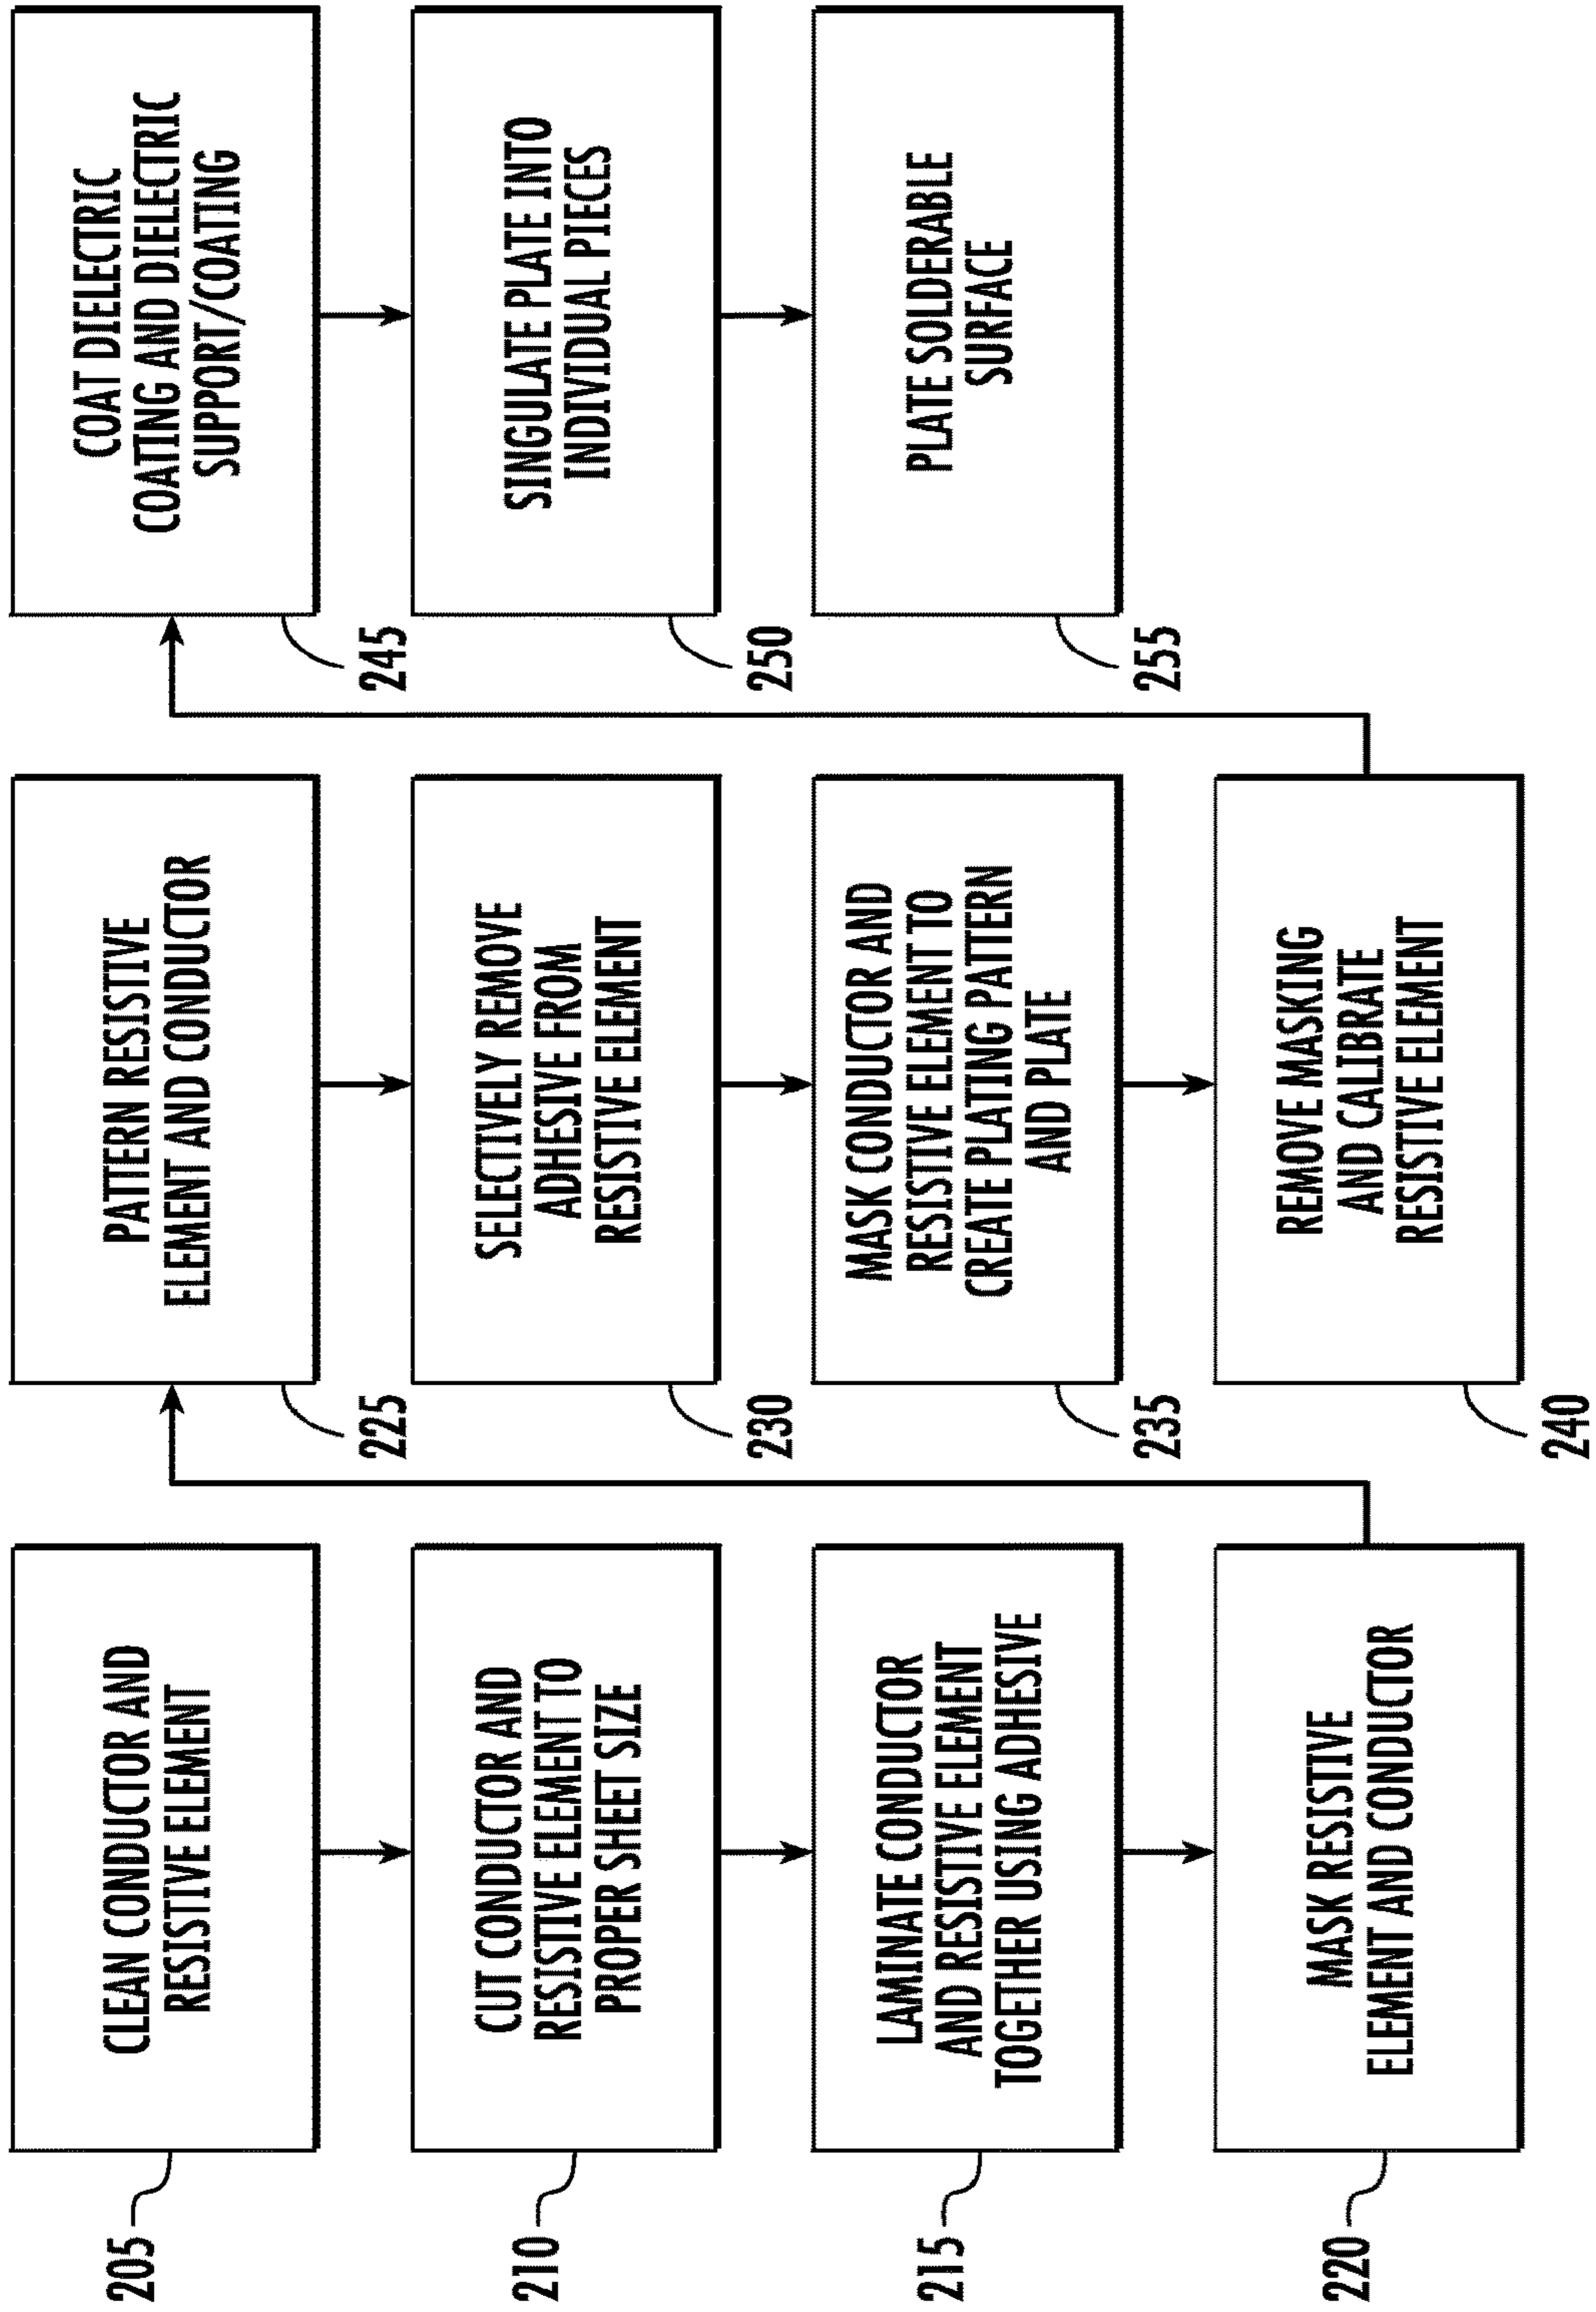 CLEAN CONDUCTOR AND
RESISTIVE ELEMENT
205
CUT CONDUCTOR AND
RESISTIVE ELEMENT TO
PROPER SHEET SIZE
210
LAMINATE CONDUCTOR
AND RESISTIVE ELEMENT
TOGETHER USING ADHESIVE
215
MASK RESISTIVE
ELEMENT AND CONDUCTOR
220
PATTERN RESISTIVE
ELEMENT AND CONDUCTOR
225
SELECTIVELY REMOVE
ADHESIVE FROM
RESISTIVE ELEMENT
230
MASK CONDUCTOR AND
RESISTIVE ELEMENT TO
CREATE PLATING PATTERN
AND PLATE
235
REMOVE MASKING
AND CALIBRATE
RESISTIVE ELEMENT
240
COAT DIELECTRIC
COATING AND DIELECTRIC
SUPPORT/COATING
245
SINGULATE PLATE INTO
INDIVIDUAL PIECES
250
PLATE SOLDERABLE
SURFACE
255